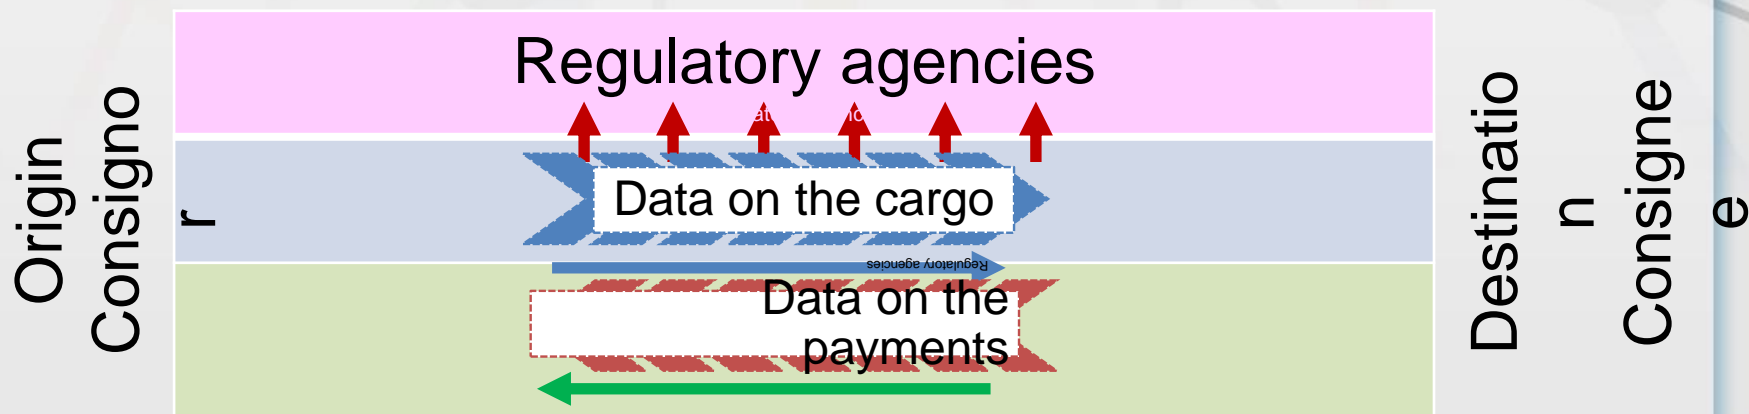 Origin
Consigno
r
Regulatory agencies
Data on the cargo
Regulatory agencies
Data on the
payments
Destinatio
n
Consigne
e